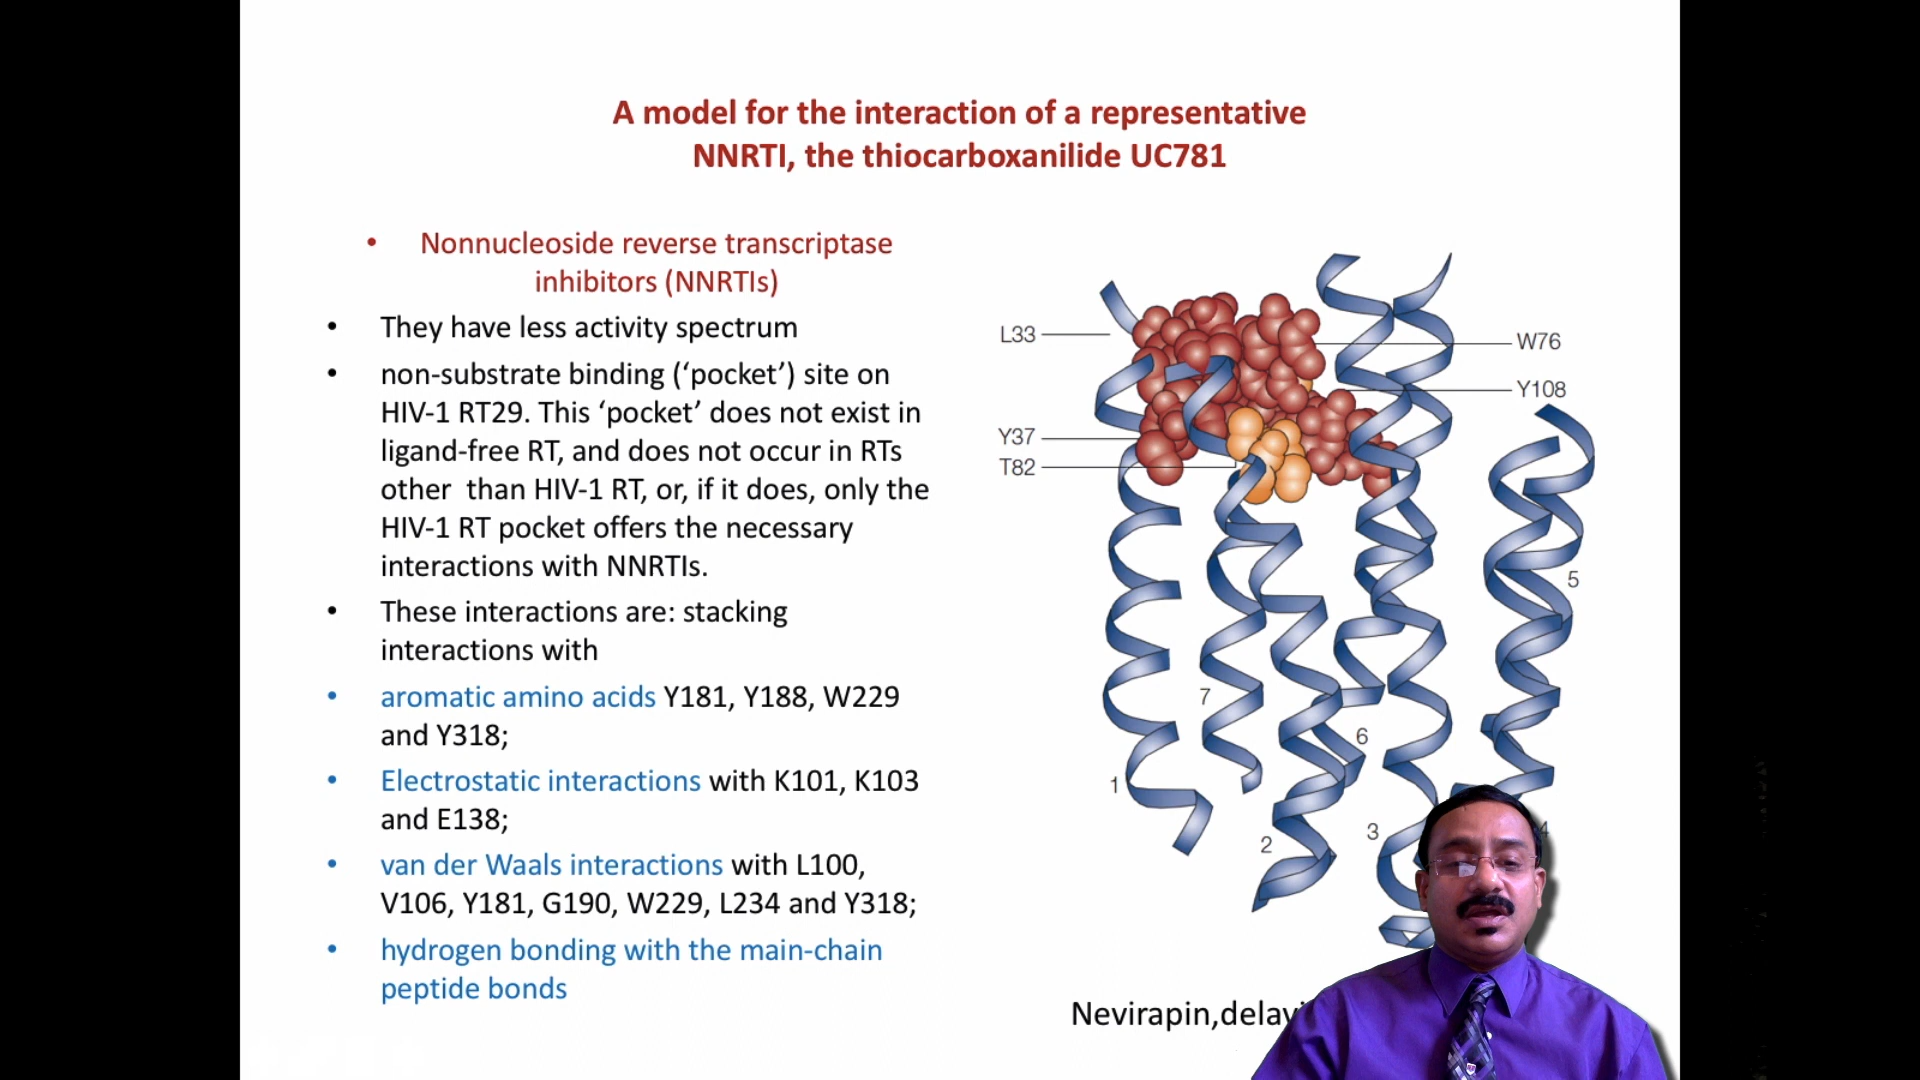 A model for the interaction of a representative
NNRTI, the thiocarboxanilide UC781
• Nonnucleoside reverse transcriptase
inhibitors (NNRTIs)
• They have less activity spectrum
• non-substrate binding (‘pocket’) site on
HIV-1 RT29. This ‘pocket’ does not exist in
ligand-free RT, and does not occur in RTs
other than HIV-1 RT, or, if it does, only the
HIV-1 RT pocket offers the necessary
interactions with NNRTIs.
• These interactions are: stacking
interactions with
• aromatic amino acids Y181, Y188, W229
and Y318;
• Electrostatic interactions with K101, K103
and E138;
• van der Waals interactions with L100,
V106, Y181, G190, W229, L234 and Y318;
• hydrogen bonding with the main-chain
peptide bonds
L33
W76
Y108
Y37
T82
5
7
6
1
3
4
2
Nevirapin,